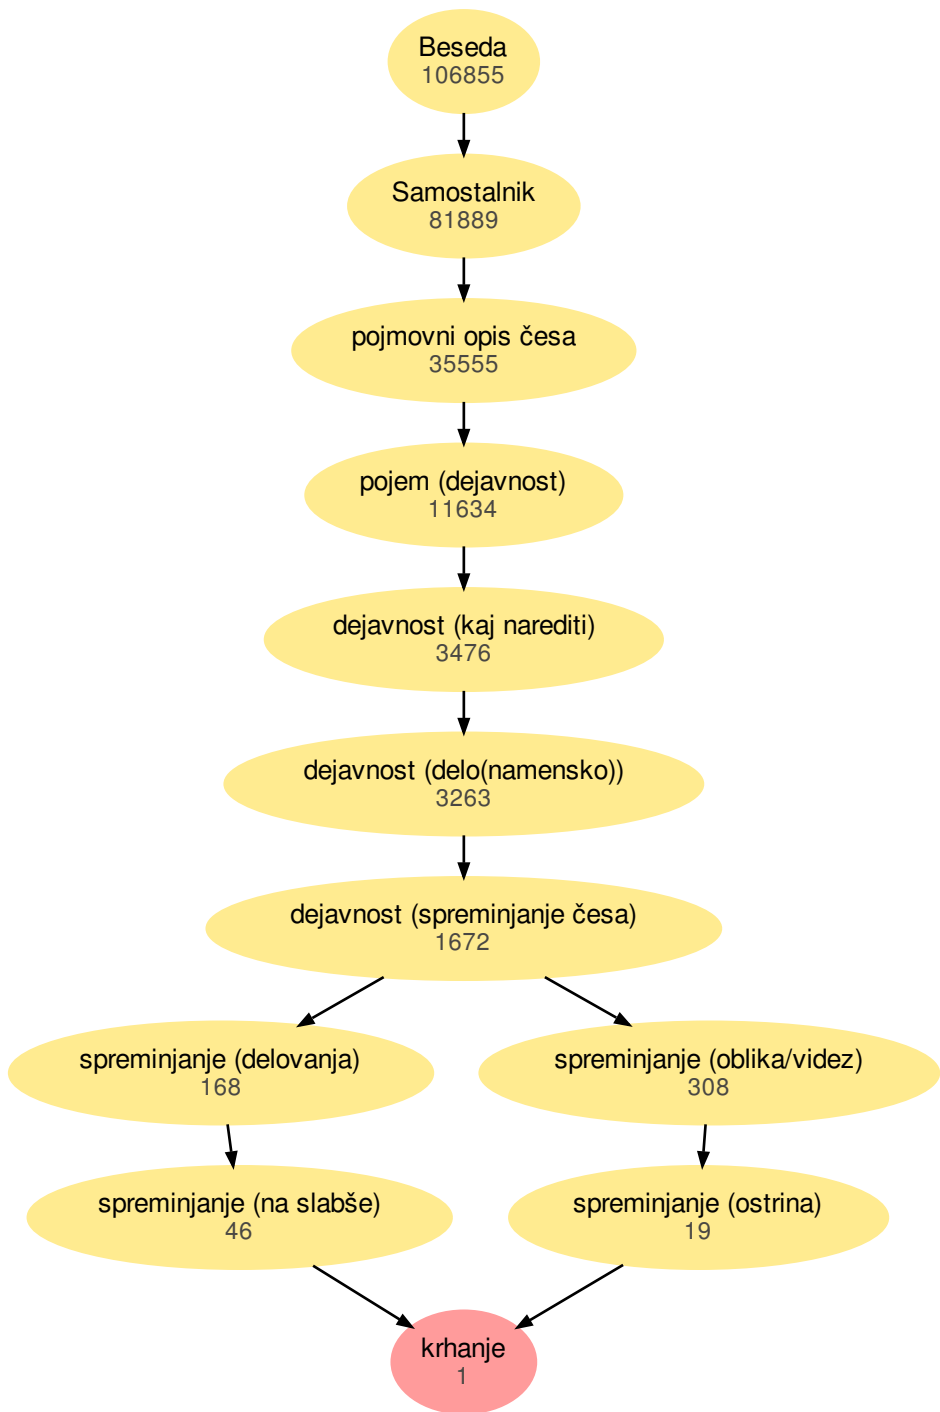 Beseda
106855
Samostalnik
81889
pojmovni opis česa
35555
pojem (dejavnost)
11634
dejavnost (kaj narediti)
3476
dejavnost (delo(namensko))
3263
dejavnost (spreminjanje česa)
1672
spreminjanje (delovanja)
168
spreminjanje (oblika/videz)
308
spreminjanje (na slabše)
46
spreminjanje (ostrina)
19
krhanje
1